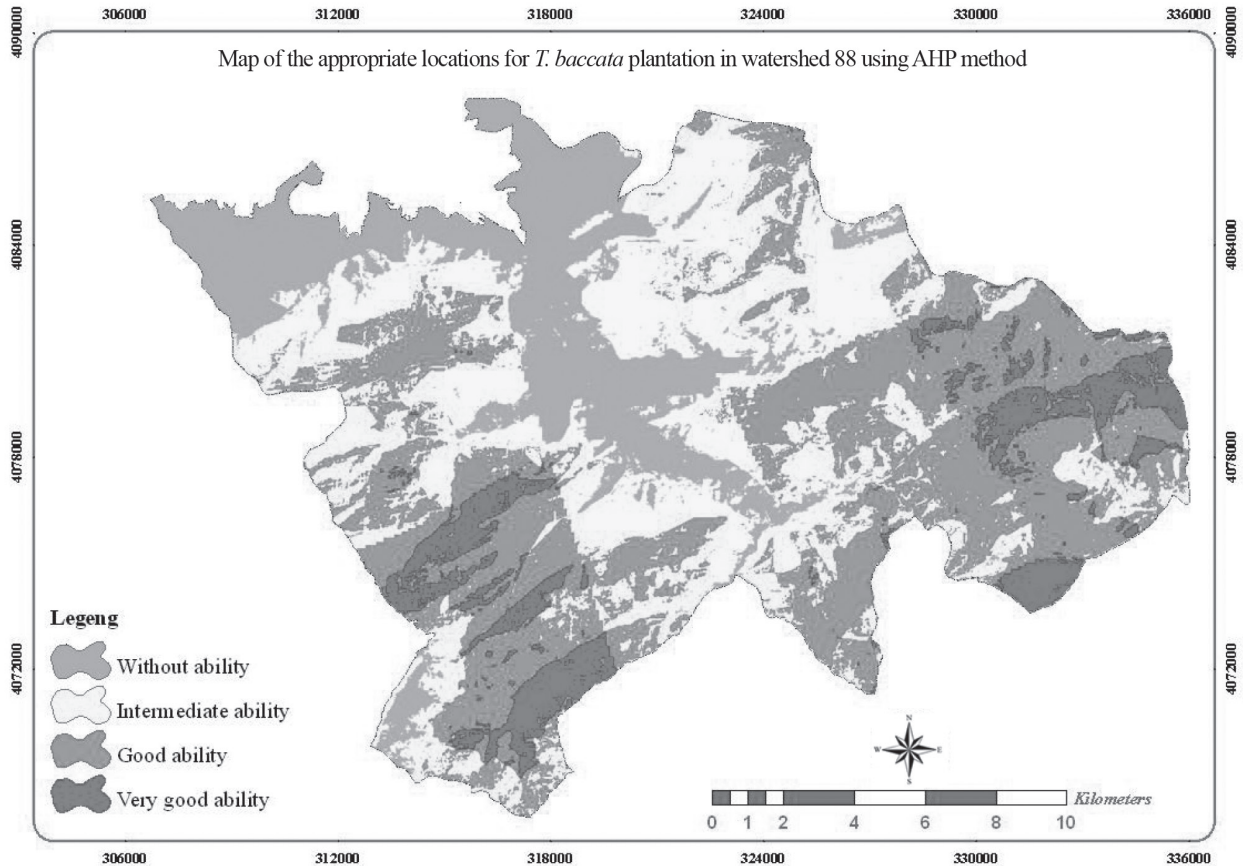 306000 312000 318000 324000 330000 336000
4090000 4090000
Map of the appropriate locations for T. baccata plantation in watershed 88 using AHP method
4084000 4084000
4078000 4078000
4072000 4072000
Legeng
Without ability
Intermediate ability
Good ability
Very good ability
N
W E
S
Kilometers
0 1 2 4 6 8 10
306000 312000 318000 324000 330000 336000